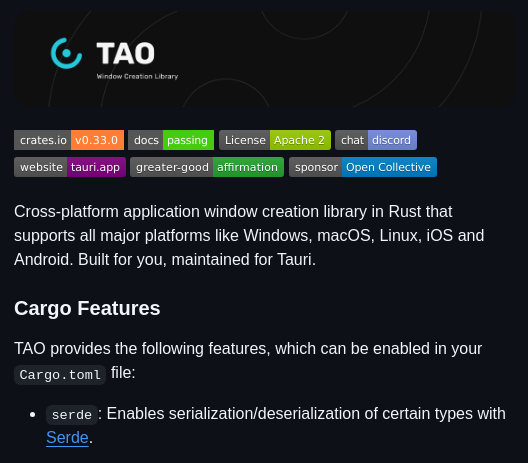 TAO
Window Creation Library
crates.io v0.33.0 docs passing License Apache 2 chat discord
website tauri.app greater-good affirmation sponsor Open Collective
Cross-platform application window creation library in Rust that
supports all major platforms like Windows, macOS, Linux, iOS and
Android. Built for you, maintained for Tauri.
Cargo Features
TAO provides the following features, which can be enabled in your
Cargo.toml file:
• serde: Enables serialization/deserialization of certain types with
Serde.